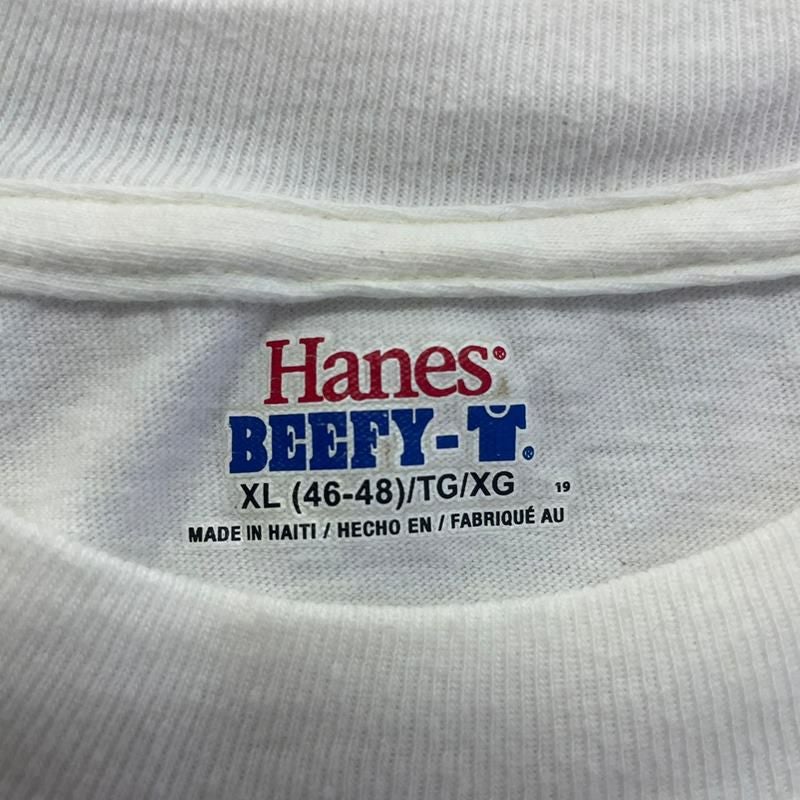 Hanes®
BEEFY-T®
XL (46-48)/TG/XG 19
MADE IN HAITI / HECHO EN / FABRIQUÉ AU